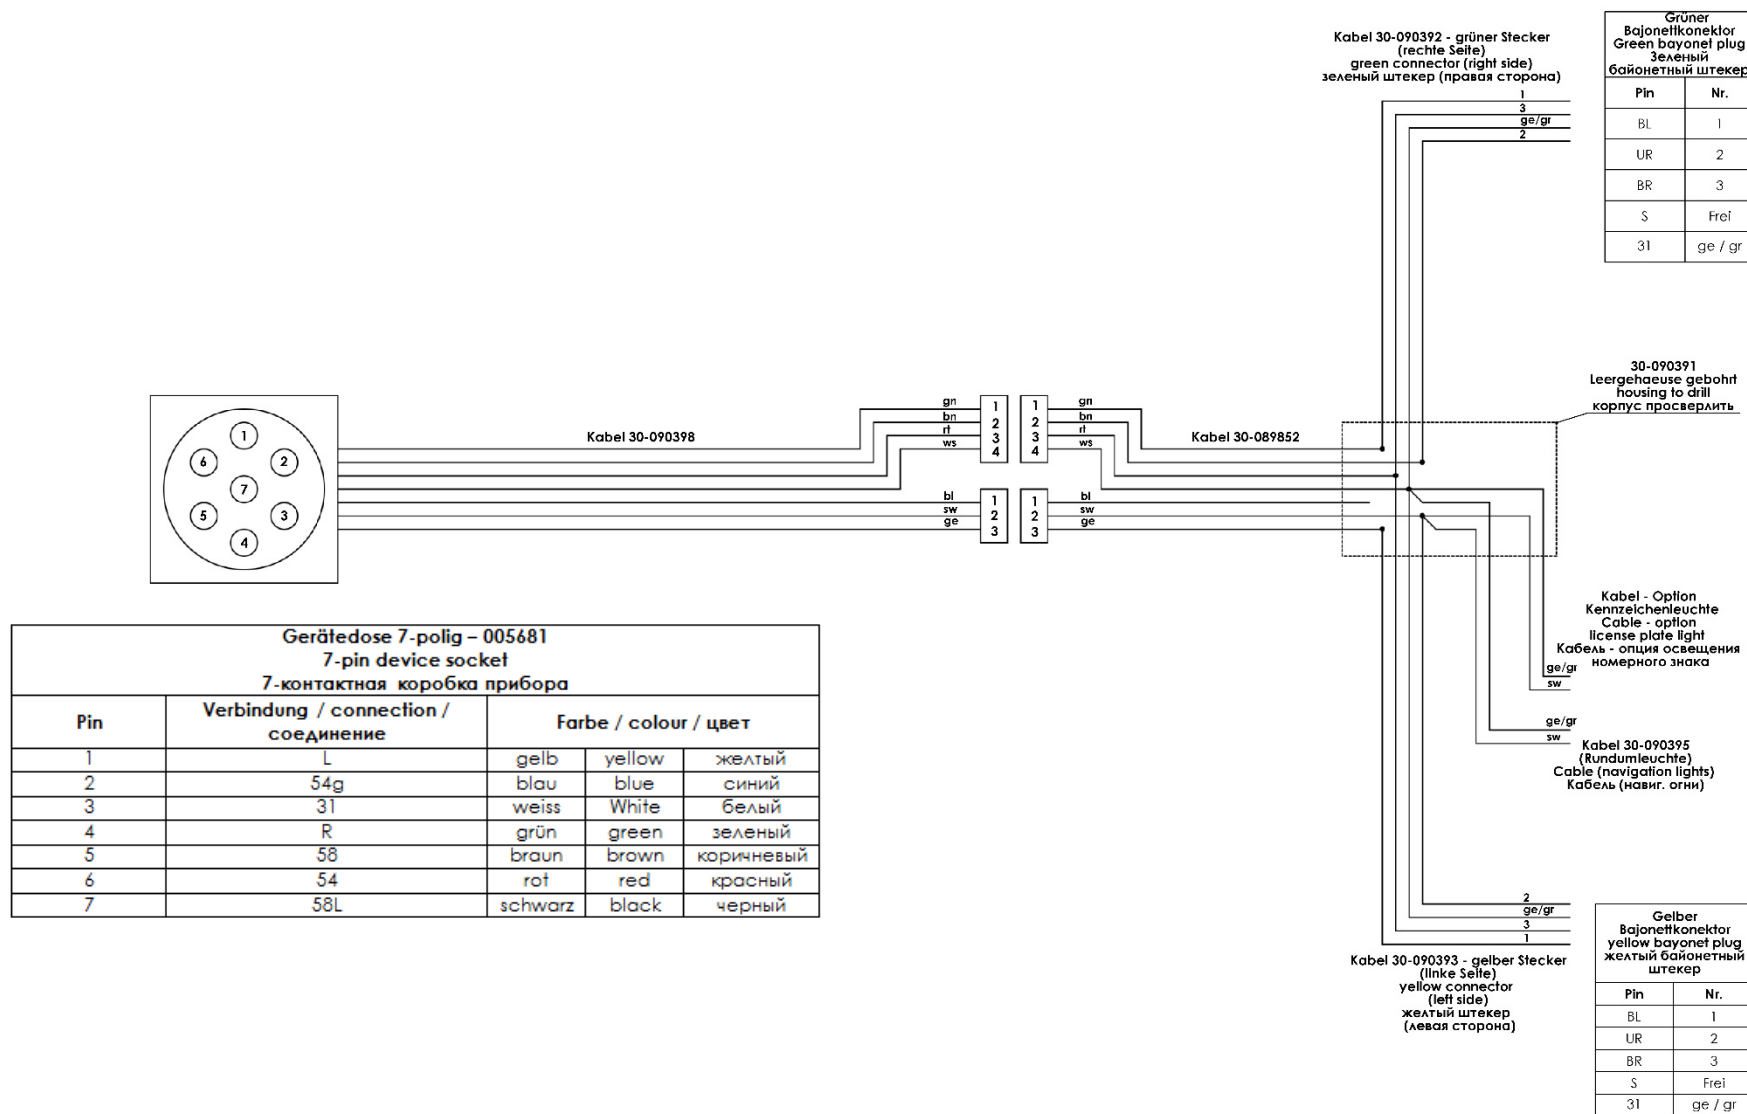 Kabel 30-090392 - grüner Stecker
(rechte Seite)
green connector (right side)
зеленый штекер (правая сторона)
1
3
ge/gr
2
Grüner
Bajonettkonektor
Green bayonet plug
Зеленый
байонетный штекер
Pin Nr.
BL 1
UR 2
BR 3
S Frei
31 ge / gr
30-090391
Leergehaeuse gebohrt
housing to drill
корпус просверлить
1
6
2
7
5
3
4
Kabel 30-090398
gn
bn
rt
ws
1
2
3
4
1
2
3
4
gn
bn
rt
ws
Kabel 30-089852
bl
sw
ge
1
2
3
1
2
3
bl
sw
ge
Kabel - Option
Kennzeichenleuchte
Cable - option
license plate light
Кабель - опция освещения
номерного знака
ge/gr
sw
ge/gr
sw
Kabel 30-090395
(Rundumleuchte)
Cable (navigation lights)
Кабель (навиг. огни)
Gerätedose 7-polig – 005681
7-pin device socket
7-контактная коробка прибора
Pin Verbindung / connection / соединение Farbe / colour / цвет
1 L gelb yellow желтый
2 54g blau blue синий
3 31 weiss White белый
4 R grün green зеленый
5 58 braun brown коричневый
6 54 rot red красный
7 58L schwarz black черный
2
ge/gr
3
1
Kabel 30-090393 - gelber Stecker
(linke Seite)
yellow connector
(left side)
желтый штекер
(левая сторона)
Gelber
Bajonettkonektor
yellow bayonet plug
желтый байонетный
штекер
Pin Nr.
BL 1
UR 2
BR 3
S Frei
31 ge / gr